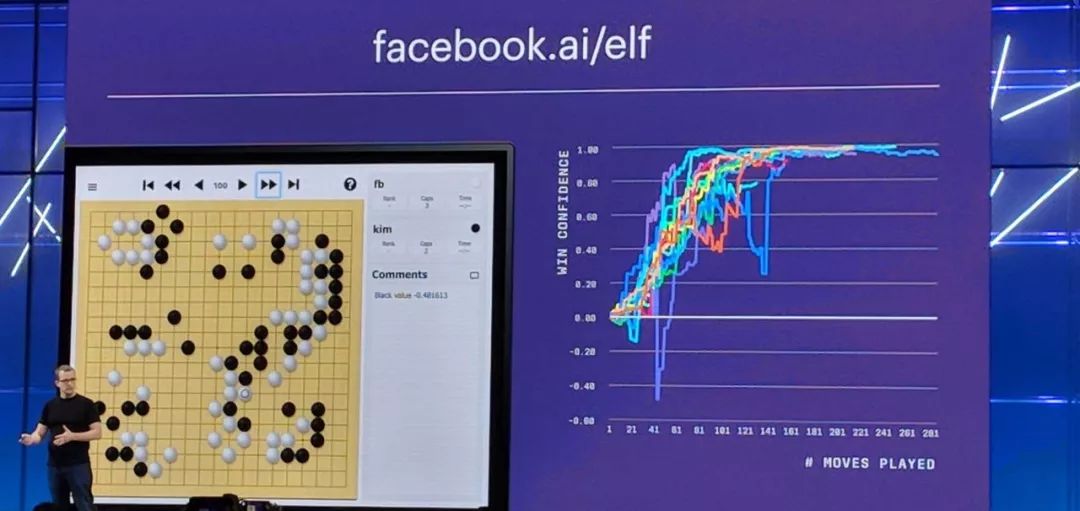 facebook.ai/elf
100
?
fb
Rank Caps Time
- 3 --:--
kim
Rank Caps Time
- 2 --:--
Comments
Black value -0.481613
WIN CONFIDENCE
1.00
0.80
0.60
0.40
0.20
0.00
-0.20
-0.40
-0.60
1 21 41 61 81 101 121 141 161 181 201 221 241 261 281
# MOVES PLAYED